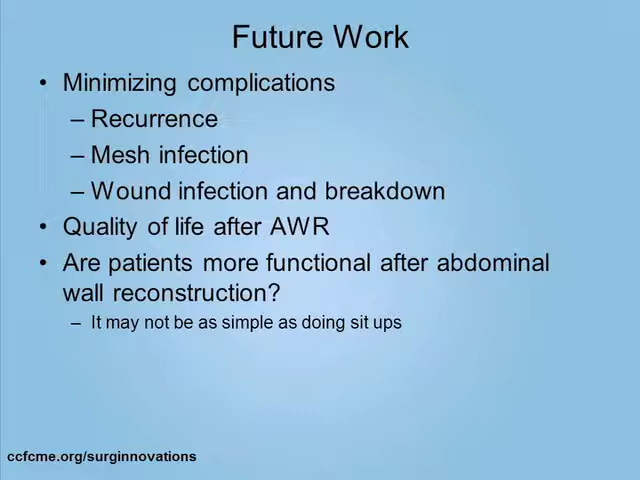 Future Work
• Minimizing complications
– Recurrence
– Mesh infection
– Wound infection and breakdown
• Quality of life after AWR
• Are patients more functional after abdominal
wall reconstruction?
– It may not be as simple as doing sit ups
ccfcme.org/surginnovations